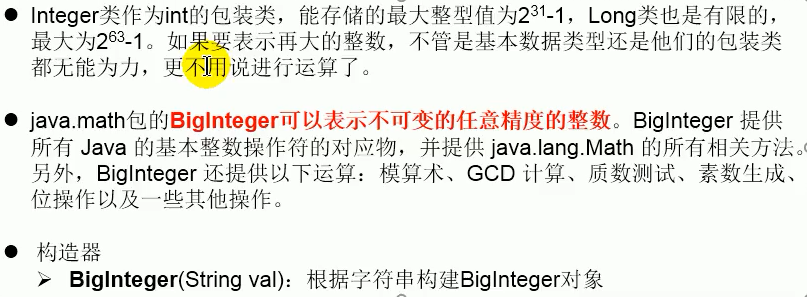 ● Integer类作为int的包装类，能存储的最大整型值为2³¹-1，Long类也是有限的，
最大为2⁶³-1。如果要表示再大的整数，不管是基本数据类型还是他们的包装类
都无能为力，更不用说进行运算了。
● java.math包的BigInteger可以表示不可变的任意精度的整数。BigInteger 提供
所有 Java 的基本整数操作符的对应物，并提供 java.lang.Math 的所有相关方法。
另外，BigInteger 还提供以下运算：模算术、GCD 计算、质数测试、素数生成、
位操作以及一些其他操作。
● 构造器
➢ BigInteger(String val)：根据字符串构建BigInteger对象